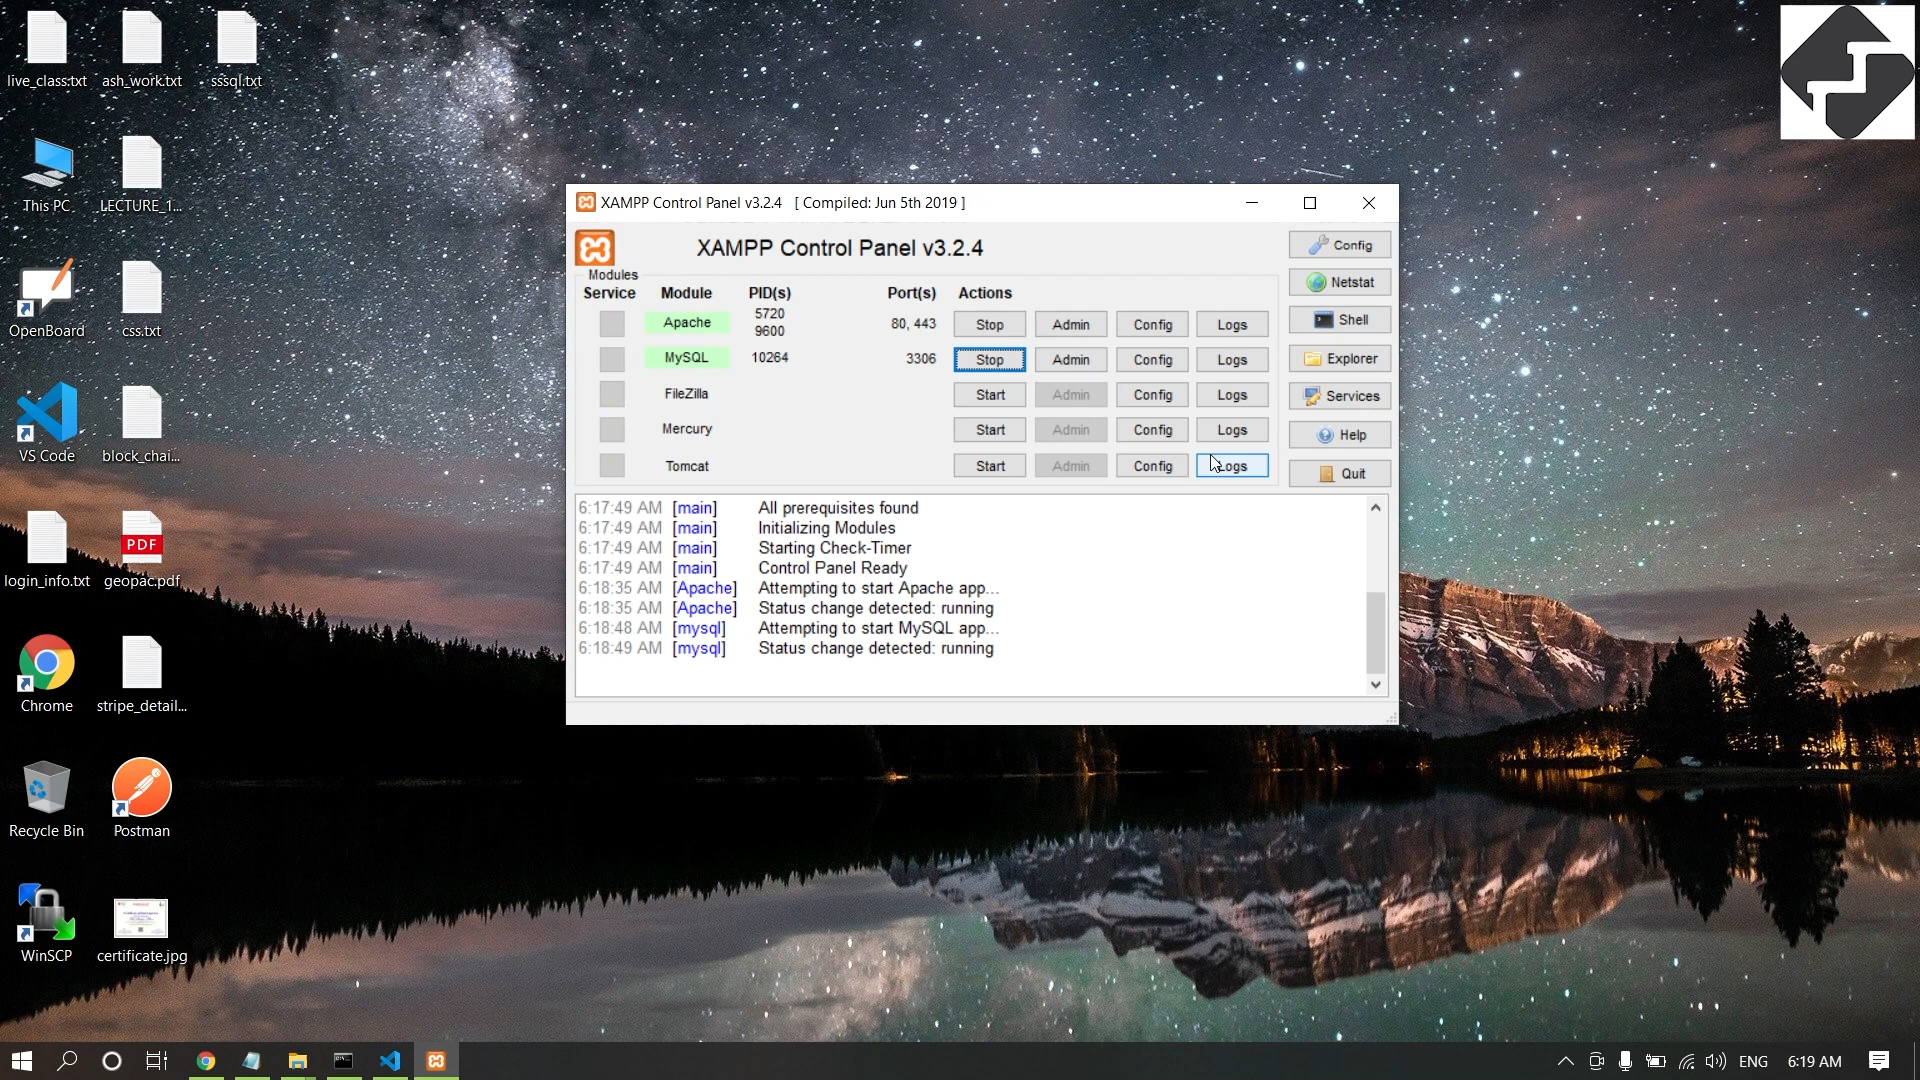 live_class.txt
ash_work.txt
sssql.txt
This PC
LECTURE_1...
OpenBoard
css.txt
VS Code
block_chai...
login_info.txt
PDF
geopac.pdf
Chrome
stripe_detail...
Recycle Bin
Postman
WinSCP
certificate.jpg
XAMPP Control Panel v3.2.4 [ Compiled: Jun 5th 2019 ]
XAMPP Control Panel v3.2.4
Config
Modules
Netstat
Service Module PID(s) Port(s) Actions
Apache 5720 9600 80, 443 Stop Admin Config Logs
Shell
MySQL 10264 3306 Stop Admin Config Logs
Explorer
FileZilla Start Admin Config Logs
Services
Mercury Start Admin Config Logs
Help
Tomcat Start Admin Config Logs
Quit
6:17:49 AM [main] All prerequisites found
6:17:49 AM [main] Initializing Modules
6:17:49 AM [main] Starting Check-Timer
6:17:49 AM [main] Control Panel Ready
6:18:35 AM [Apache] Attempting to start Apache app...
6:18:35 AM [Apache] Status change detected: running
6:18:48 AM [mysql] Attempting to start MySQL app...
6:18:49 AM [mysql] Status change detected: running
ENG 6:19 AM